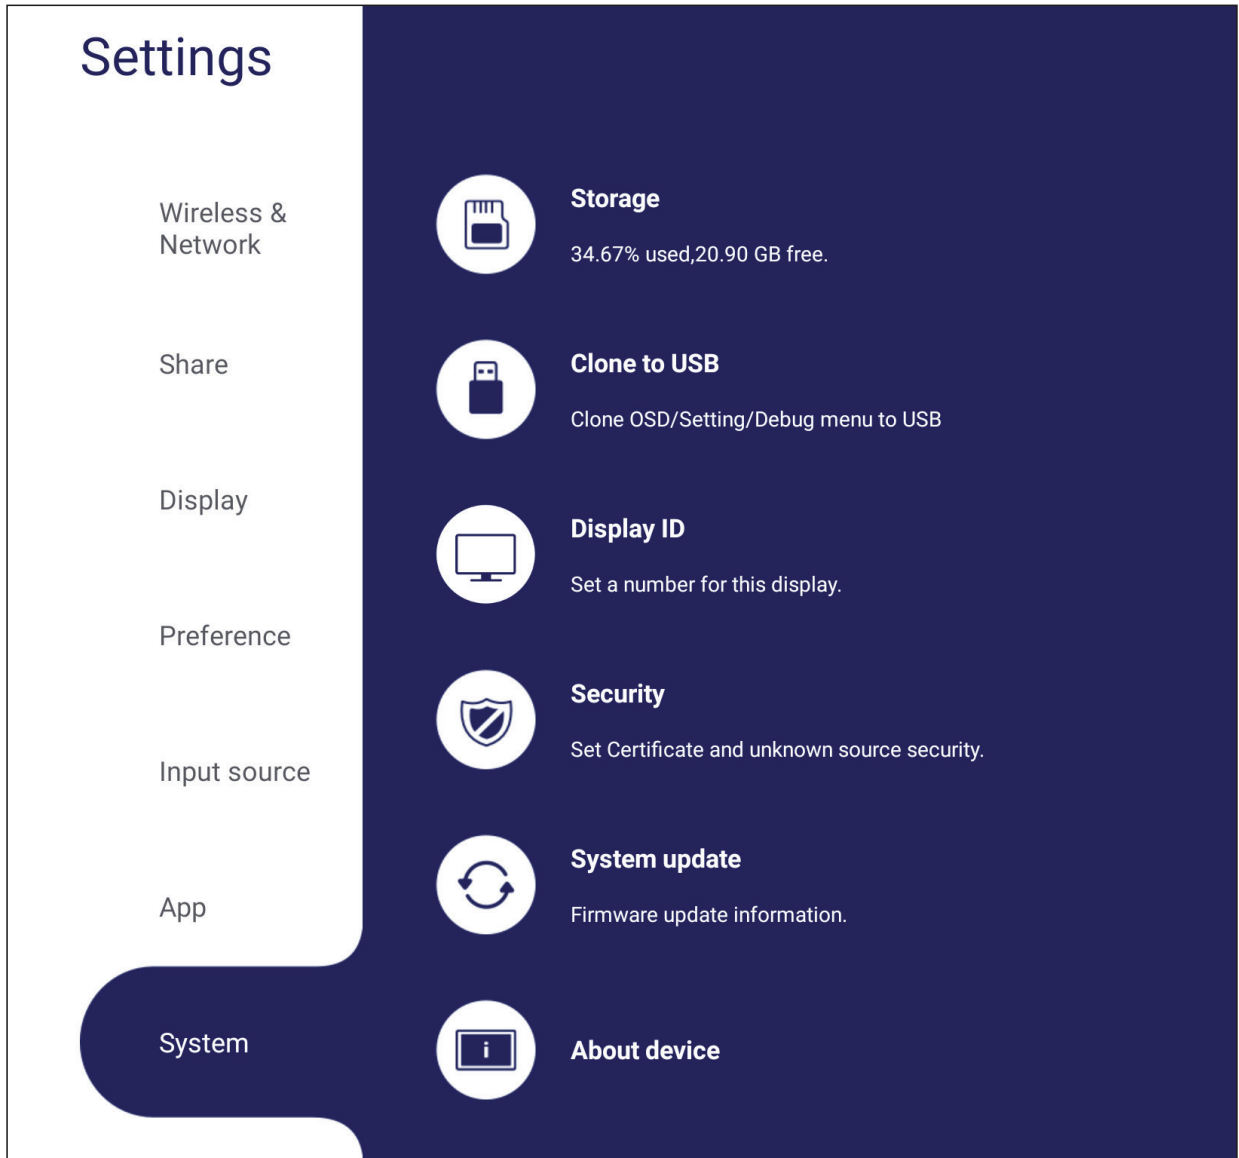 Settings
Wireless &
Network
Share
Display
Preference
Input source
App
System
Storage
34.67% used,20.90 GB free.
Clone to USB
Clone OSD/Setting/Debug menu to USB
Display ID
Set a number for this display.
Security
Set Certificate and unknown source security.
System update
Firmware update information.
i
About device